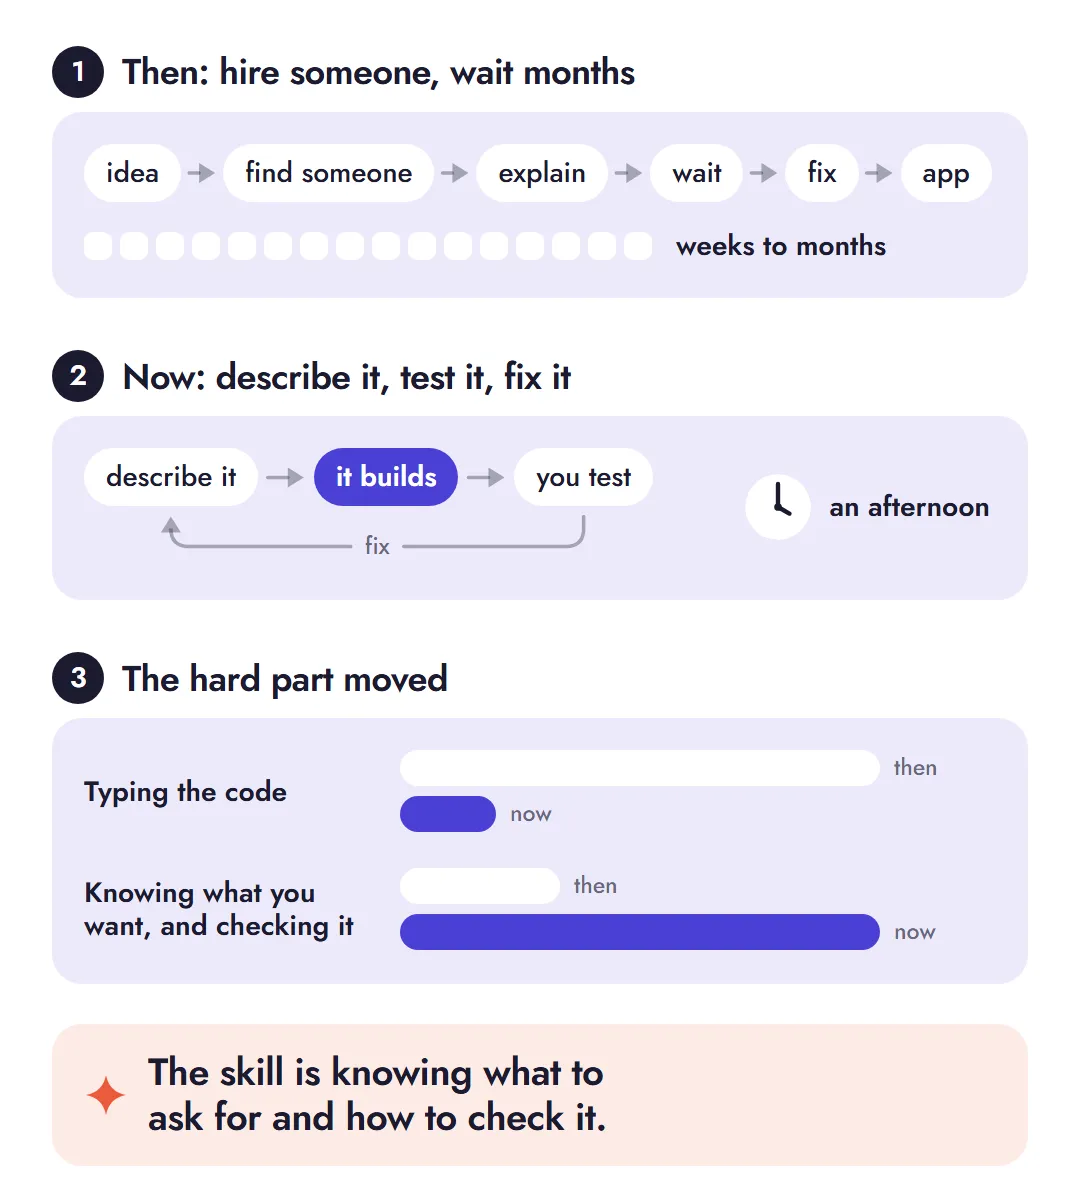 1 Then: hire someone, wait months
idea find someone explain wait fix app
weeks to months
2 Now: describe it, test it, fix it
describe it it builds you test
fix
an afternoon
3 The hard part moved
Typing the code
then
now
Knowing what you
want, and checking it
then
now
The skill is knowing what to
ask for and how to check it.